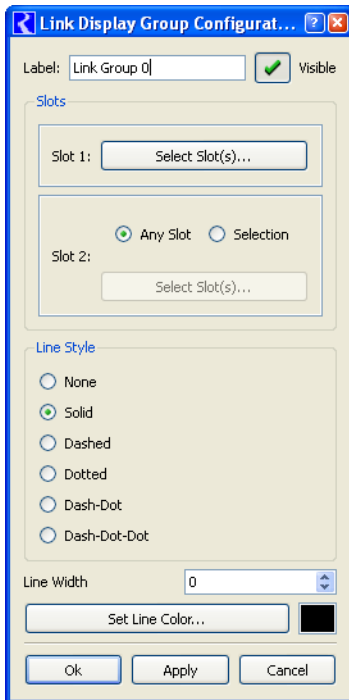 Link Display Group Configurat...
Label: Link Group 0 Visible
Slots
Slot 1: Select Slot(s)...
Any Slot Selection
Slot 2:
Select Slot(s)...
Line Style
None
Solid
Dashed
Dotted
Dash-Dot
Dash-Dot-Dot
Line Width 0
Set Line Color...
Ok Apply Cancel